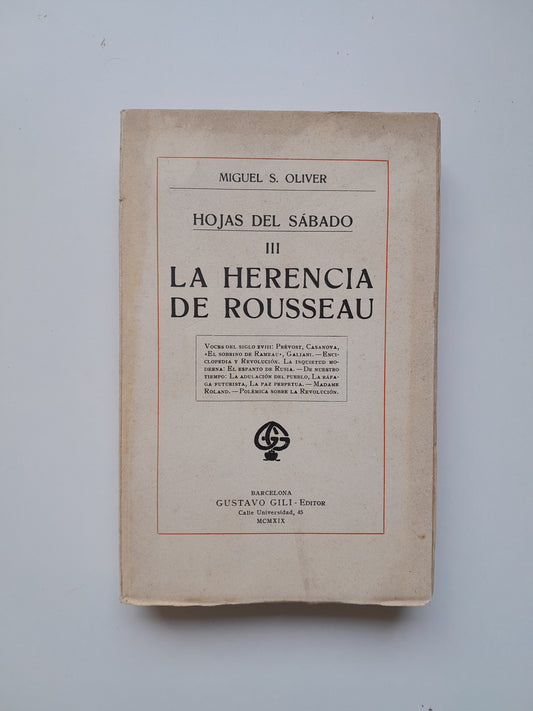 MIGUEL S. OLIVER
HOJAS DEL SÁBADO
III
LA HERENCIA
DE ROUSSEAU
VOCES DEL SIGLO XVIII: PRÉVOST, CASANOVA,
«EL SOBRINO DE RAMEAU», GALIANI. — ENCI-
CLOPEDIA Y REVOLUCIÓN. LA INQUIETUD MO-
DERNA: EL ESPANTO DE RUSIA. — DE NUESTRO
TIEMPO: LA ADULACIÓN DEL PUEBLO, LA RÁFA-
GA FUTURISTA, LA PAZ PERPETUA. — MADAME
ROLAND. — POLÉMICA SOBRE LA REVOLUCIÓN.
BARCELONA
GUSTAVO GILI - EDITOR
Calle Universidad, 45
MCMXIX